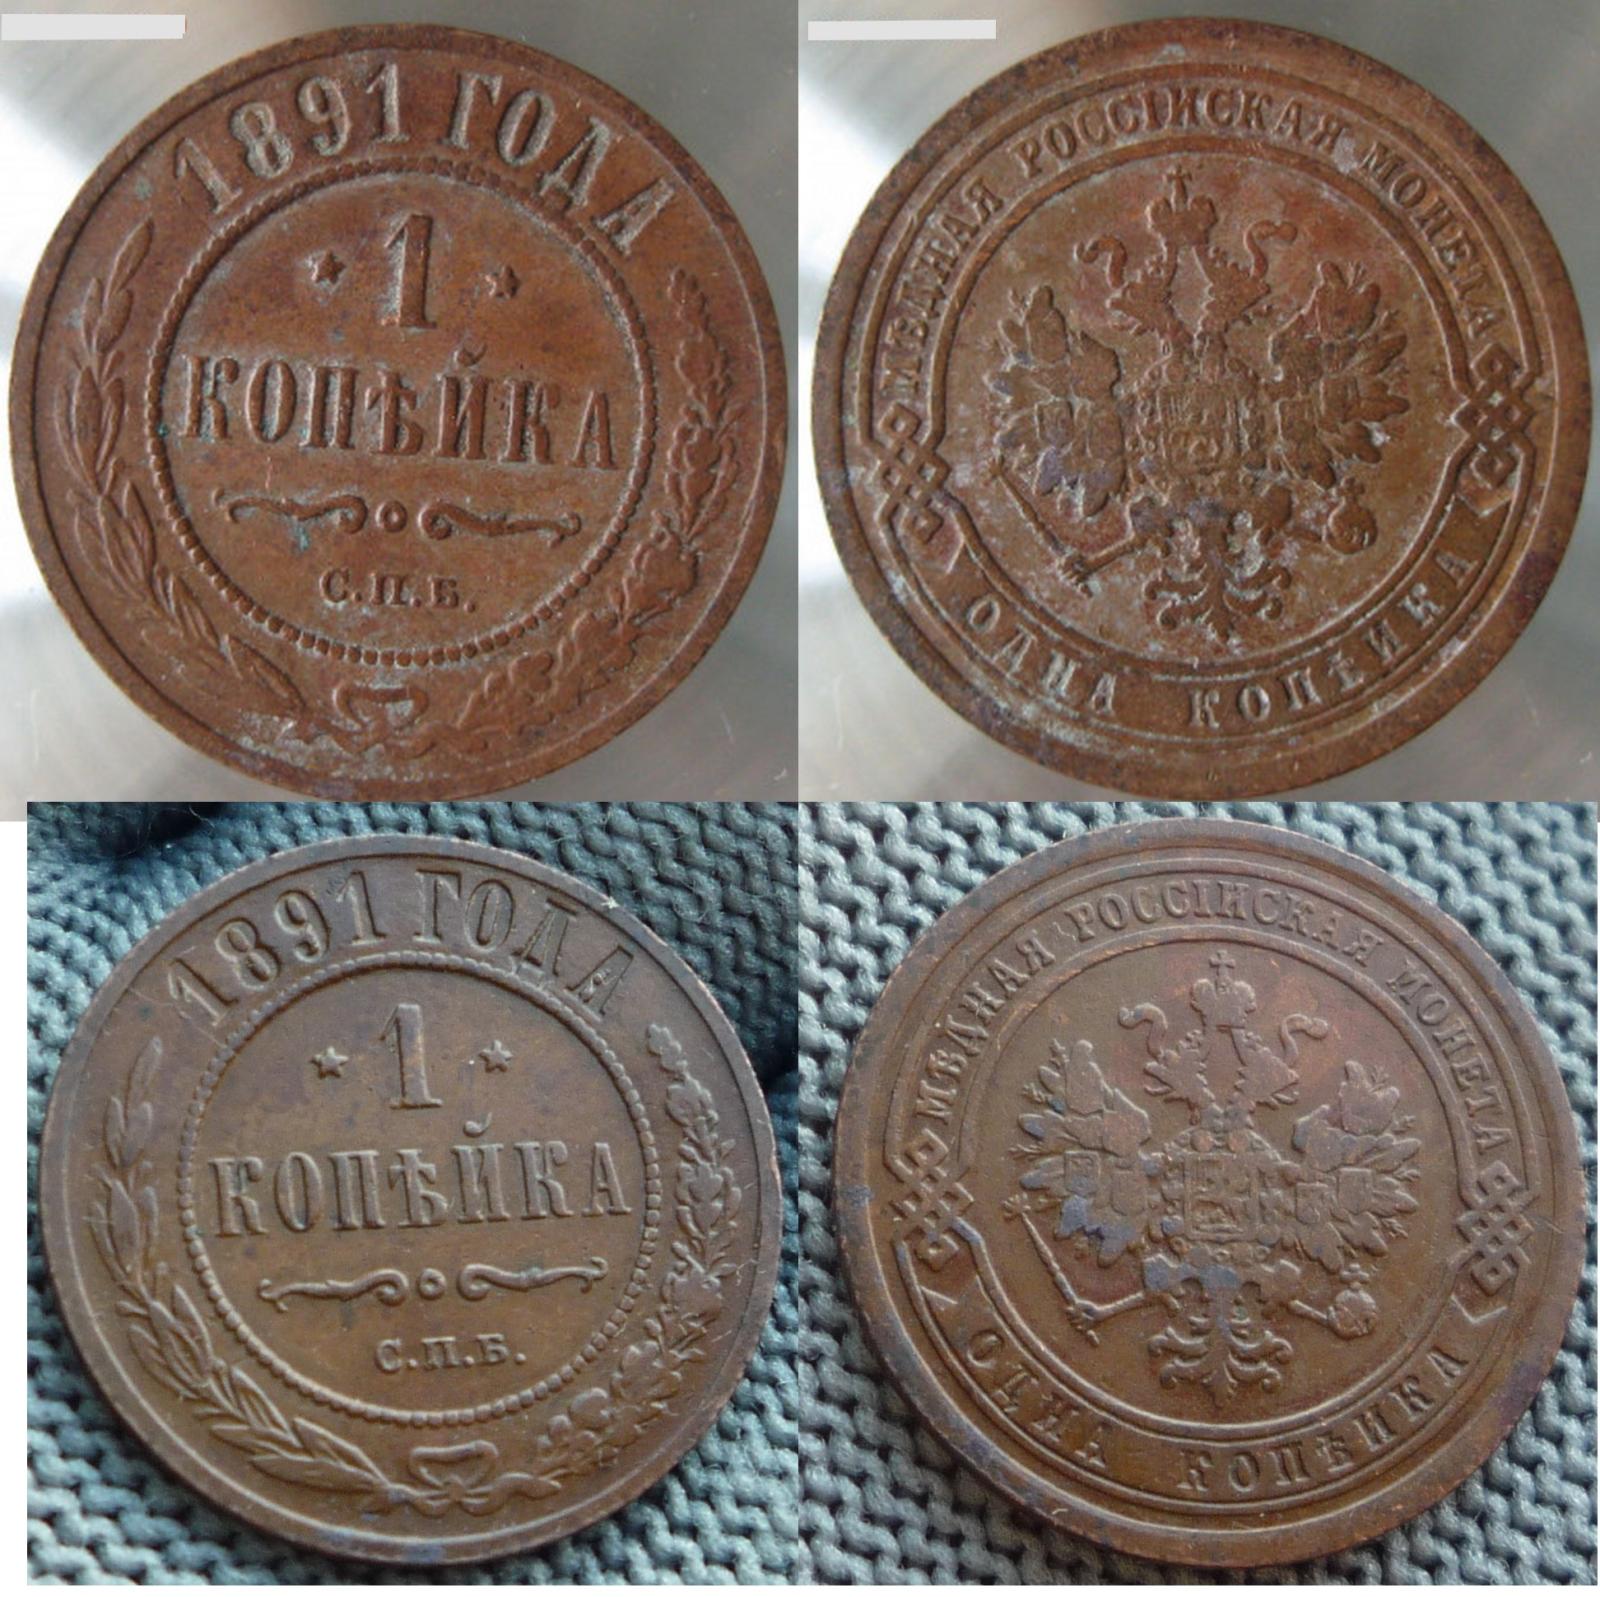 1891 ГОДА
1
КОПѢЙКА
С.П.Б.
МѢДНАЯ РОССІЙСКАЯ МОНЕТА
ОДНА КОПѢЙКА
1891 ГОДА
1
КОПѢЙКА
С.П.Б.
МѢДНАЯ РОССІЙСКАЯ МОНЕТА
ОДНА КОПѢЙКА